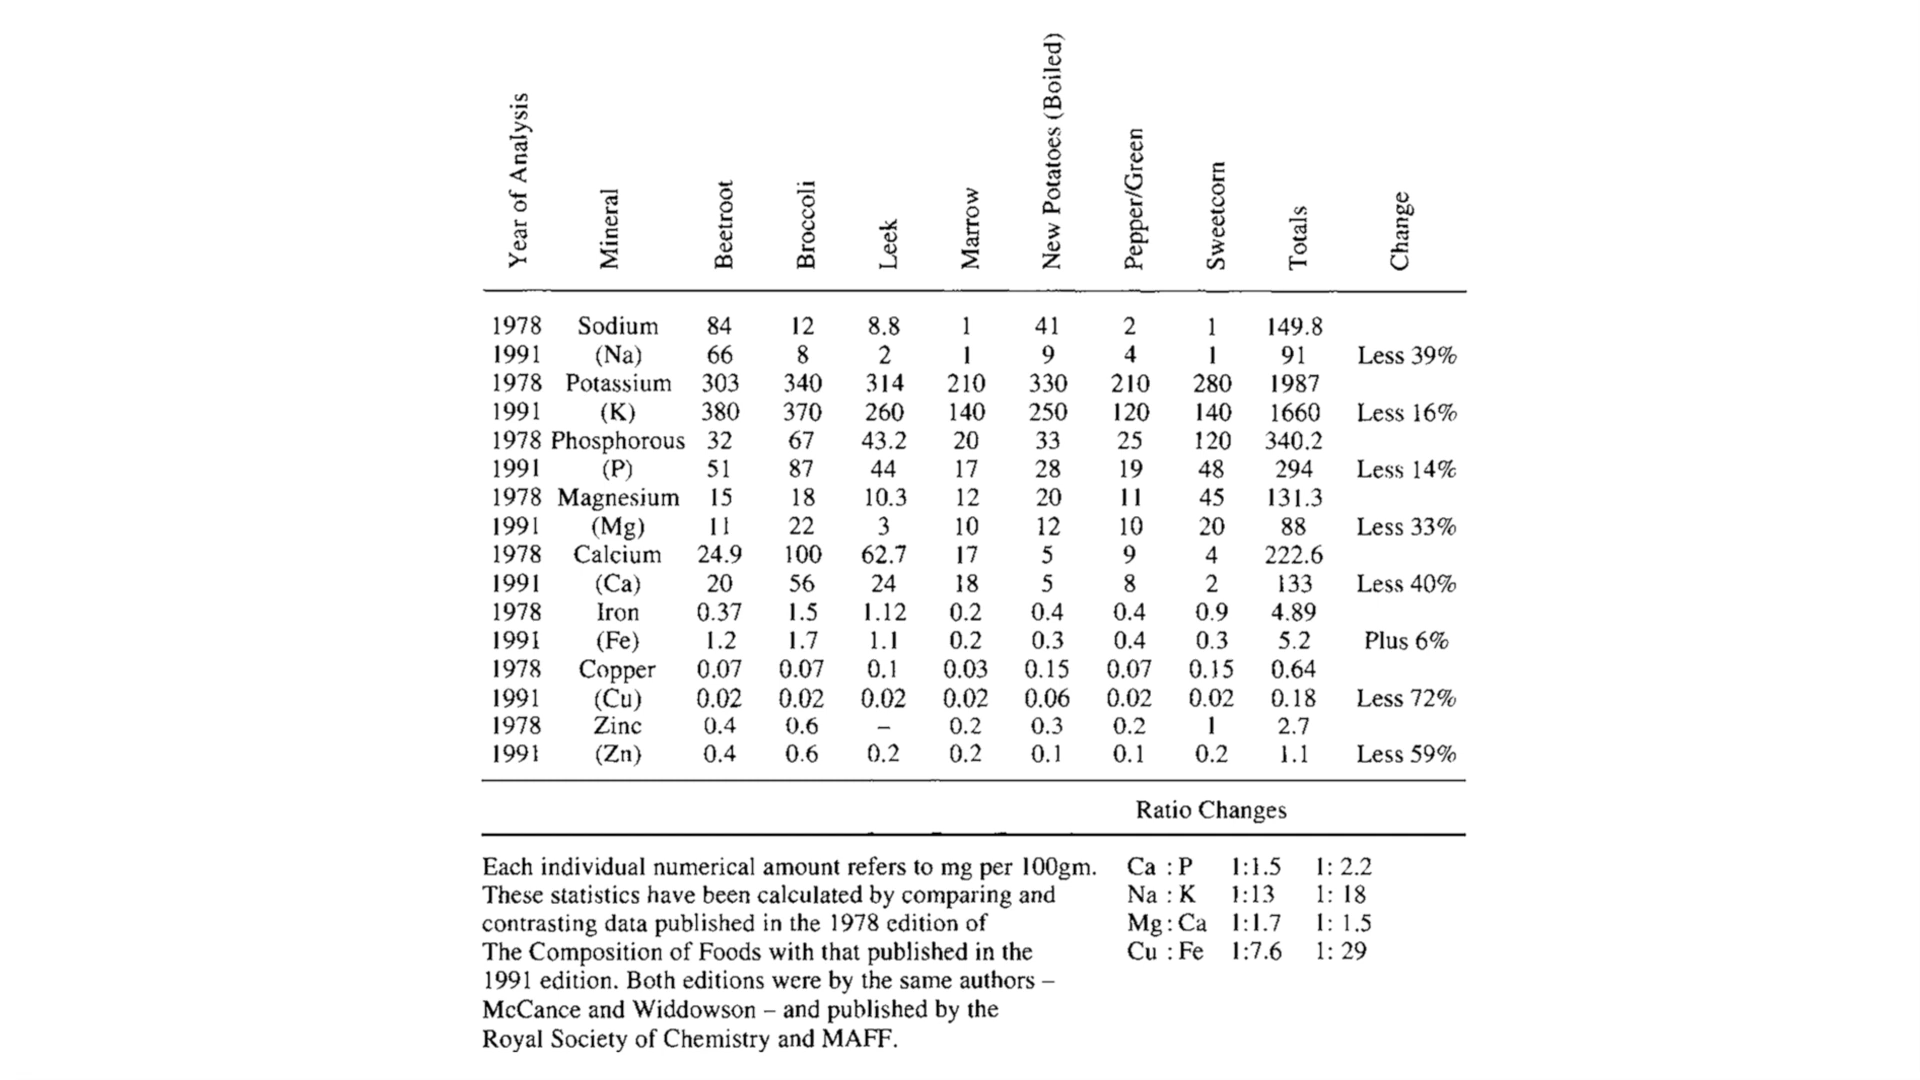 Year of Analysis Mineral Beetroot Broccoli Leek Marrow New Potatoes (Boiled) Pepper/Green Sweetcorn Totals Change
1978 Sodium 84 12 8.8 1 41 2 1 149.8
1991 (Na) 66 8 2 1 9 4 1 91 Less 39%
1978 Potassium 303 340 314 210 330 210 280 1987
1991 (K) 380 370 260 140 250 120 140 1660 Less 16%
1978 Phosphorous 32 67 43.2 20 33 25 120 340.2
1991 (P) 51 87 44 17 28 19 48 294 Less 14%
1978 Magnesium 15 18 10.3 12 20 11 45 131.3
1991 (Mg) 11 22 3 10 12 10 20 88 Less 33%
1978 Calcium 24.9 100 62.7 17 5 9 4 222.6
1991 (Ca) 20 56 24 18 5 8 2 133 Less 40%
1978 Iron 0.37 1.5 1.12 0.2 0.4 0.4 0.9 4.89
1991 (Fe) 1.2 1.7 1.1 0.2 0.3 0.4 0.3 5.2 Plus 6%
1978 Copper 0.07 0.07 0.1 0.03 0.15 0.07 0.15 0.64
1991 (Cu) 0.02 0.02 0.02 0.02 0.06 0.02 0.02 0.18 Less 72%
1978 Zinc 0.4 0.6 – 0.2 0.3 0.2 1 2.7
1991 (Zn) 0.4 0.6 0.2 0.2 0.1 0.1 0.2 1.1 Less 59%
Ratio Changes
Each individual numerical amount refers to mg per 100gm.
These statistics have been calculated by comparing and
contrasting data published in the 1978 edition of
The Composition of Foods with that published in the
1991 edition. Both editions were by the same authors –
McCance and Widdowson – and published by the
Royal Society of Chemistry and MAFF.
Ca : P 1:1.5 1: 2.2
Na : K 1:13 1: 18
Mg : Ca 1:1.7 1: 1.5
Cu : Fe 1:7.6 1: 29